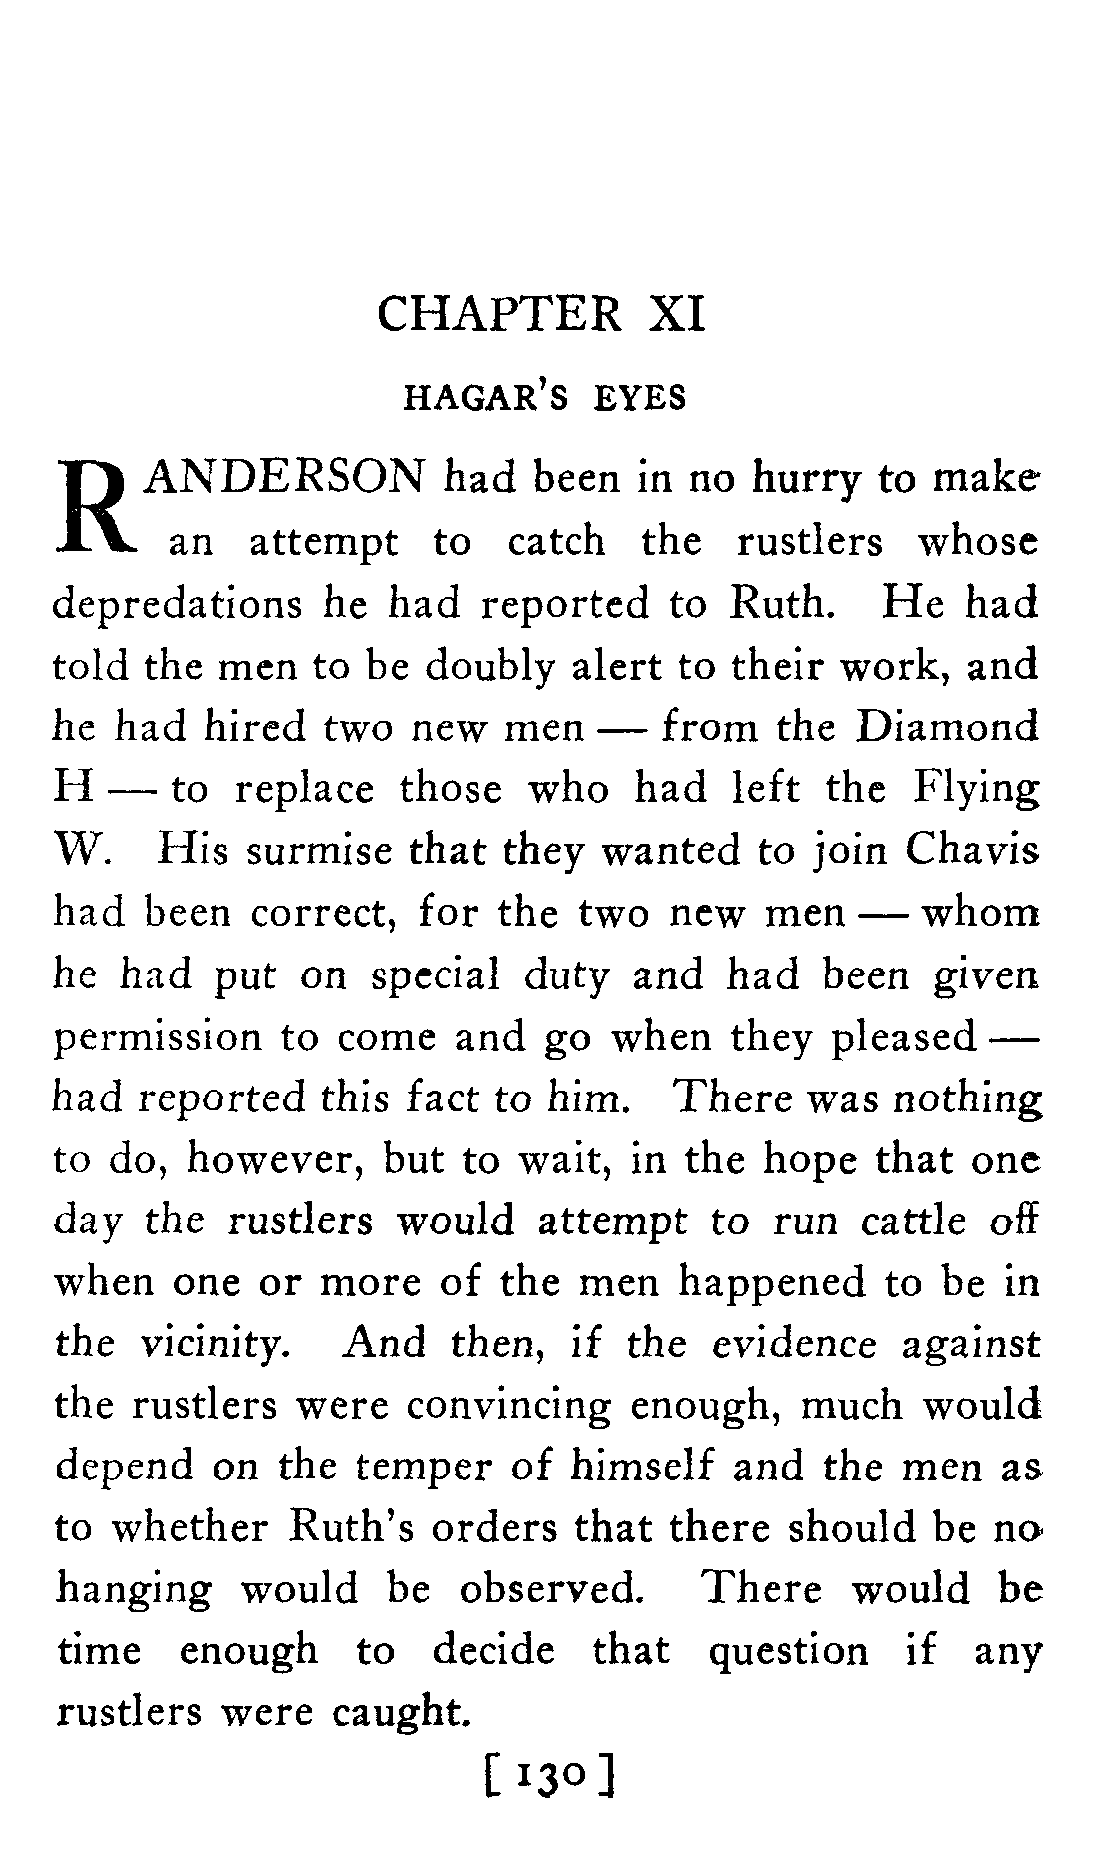 CHAPTER XI
HAGAR'S EYES
RANDERSON had been in no hurry to make
an attempt to catch the rustlers whose
depredations he had reported to Ruth. He had
told the men to be doubly alert to their work, and
he had hired two new men — from the Diamond
H — to replace those who had left the Flying
W. His surmise that they wanted to join Chavis
had been correct, for the two new men — whom
he had put on special duty and had been given
permission to come and go when they pleased —
had reported this fact to him. There was nothing
to do, however, but to wait, in the hope that one
day the rustlers would attempt to run cattle off
when one or more of the men happened to be in
the vicinity. And then, if the evidence against
the rustlers were convincing enough, much would
depend on the temper of himself and the men as
to whether Ruth's orders that there should be no
hanging would be observed. There would be
time enough to decide that question if any
rustlers were caught.
[ 130 ]